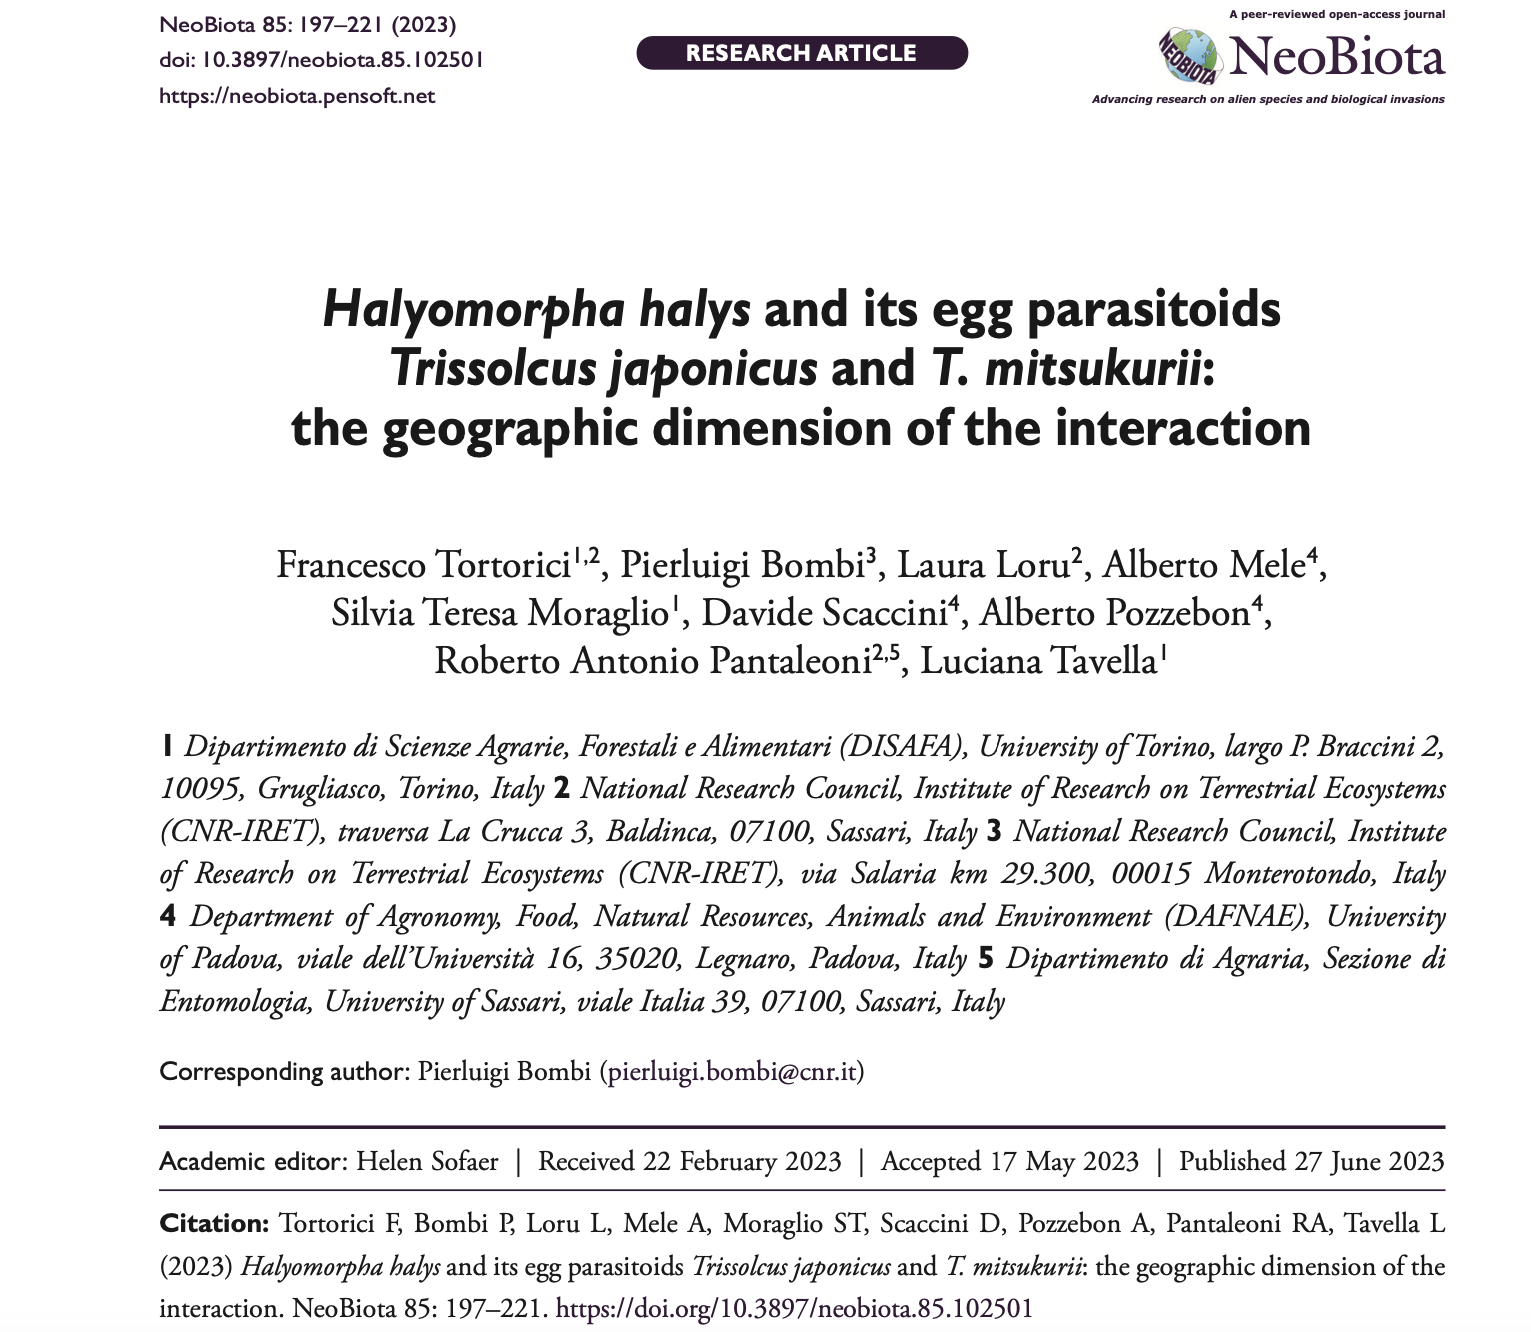 NeoBiota 85: 197–221 (2023)
doi: 10.3897/neobiota.85.102501
https://neobiota.pensoft.net
RESEARCH ARTICLE
A peer-reviewed open-access journal
NEOBIOTA
NeoBiota
Advancing research on alien species and biological invasions
Halyomorpha halys and its egg parasitoids
Trissolcus japonicus and T. mitsukurii:
the geographic dimension of the interaction
Francesco Tortorici1,2, Pierluigi Bombi3, Laura Loru2, Alberto Mele4,
Silvia Teresa Moraglio1, Davide Scaccini4, Alberto Pozzebon4,
Roberto Antonio Pantaleoni2,5, Luciana Tavella1
1 Dipartimento di Scienze Agrarie, Forestali e Alimentari (DISAFA), University of Torino, largo P. Braccini 2,
10095, Grugliasco, Torino, Italy 2 National Research Council, Institute of Research on Terrestrial Ecosystems
(CNR-IRET), traversa La Crucca 3, Baldinca, 07100, Sassari, Italy 3 National Research Council, Institute
of Research on Terrestrial Ecosystems (CNR-IRET), via Salaria km 29.300, 00015 Monterotondo, Italy
4 Department of Agronomy, Food, Natural Resources, Animals and Environment (DAFNAE), University
of Padova, viale dell’Università 16, 35020, Legnaro, Padova, Italy 5 Dipartimento di Agraria, Sezione di
Entomologia, University of Sassari, viale Italia 39, 07100, Sassari, Italy
Corresponding author: Pierluigi Bombi (pierluigi.bombi@cnr.it)
Academic editor: Helen Sofaer | Received 22 February 2023 | Accepted 17 May 2023 | Published 27 June 2023
Citation: Tortorici F, Bombi P, Loru L, Mele A, Moraglio ST, Scaccini D, Pozzebon A, Pantaleoni RA, Tavella L
(2023) Halyomorpha halys and its egg parasitoids Trissolcus japonicus and T. mitsukurii: the geographic dimension of the
interaction. NeoBiota 85: 197–221. https://doi.org/10.3897/neobiota.85.102501